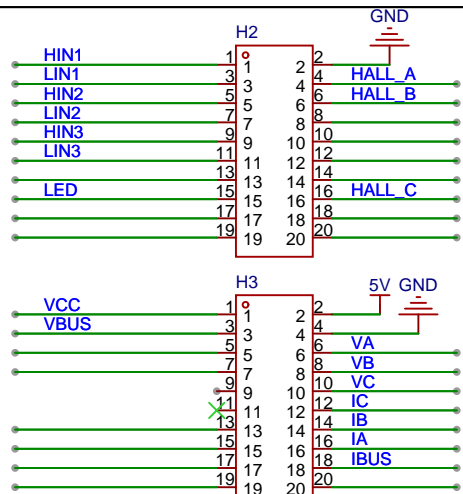 GND
H2
HIN1 1 1 2 2
LIN1 3 3 4 4 HALL_A
HIN2 5 5 6 6 HALL_B
LIN2 7 7 8 8
HIN3 9 9 10 10
LIN3 11 11 12 12
13 13 14 14
LED 15 15 16 16 HALL_C
17 17 18 18
19 19 20 20
H3
5V GND
VCC 1 1 2 2
VBUS 3 3 4 4
5 5 6 6 VA
7 7 8 8 VB
9 9 10 10 VC
11 11 12 12 IC
13 13 14 14 IB
15 15 16 16 IA
17 17 18 18 IBUS
19 19 20 20